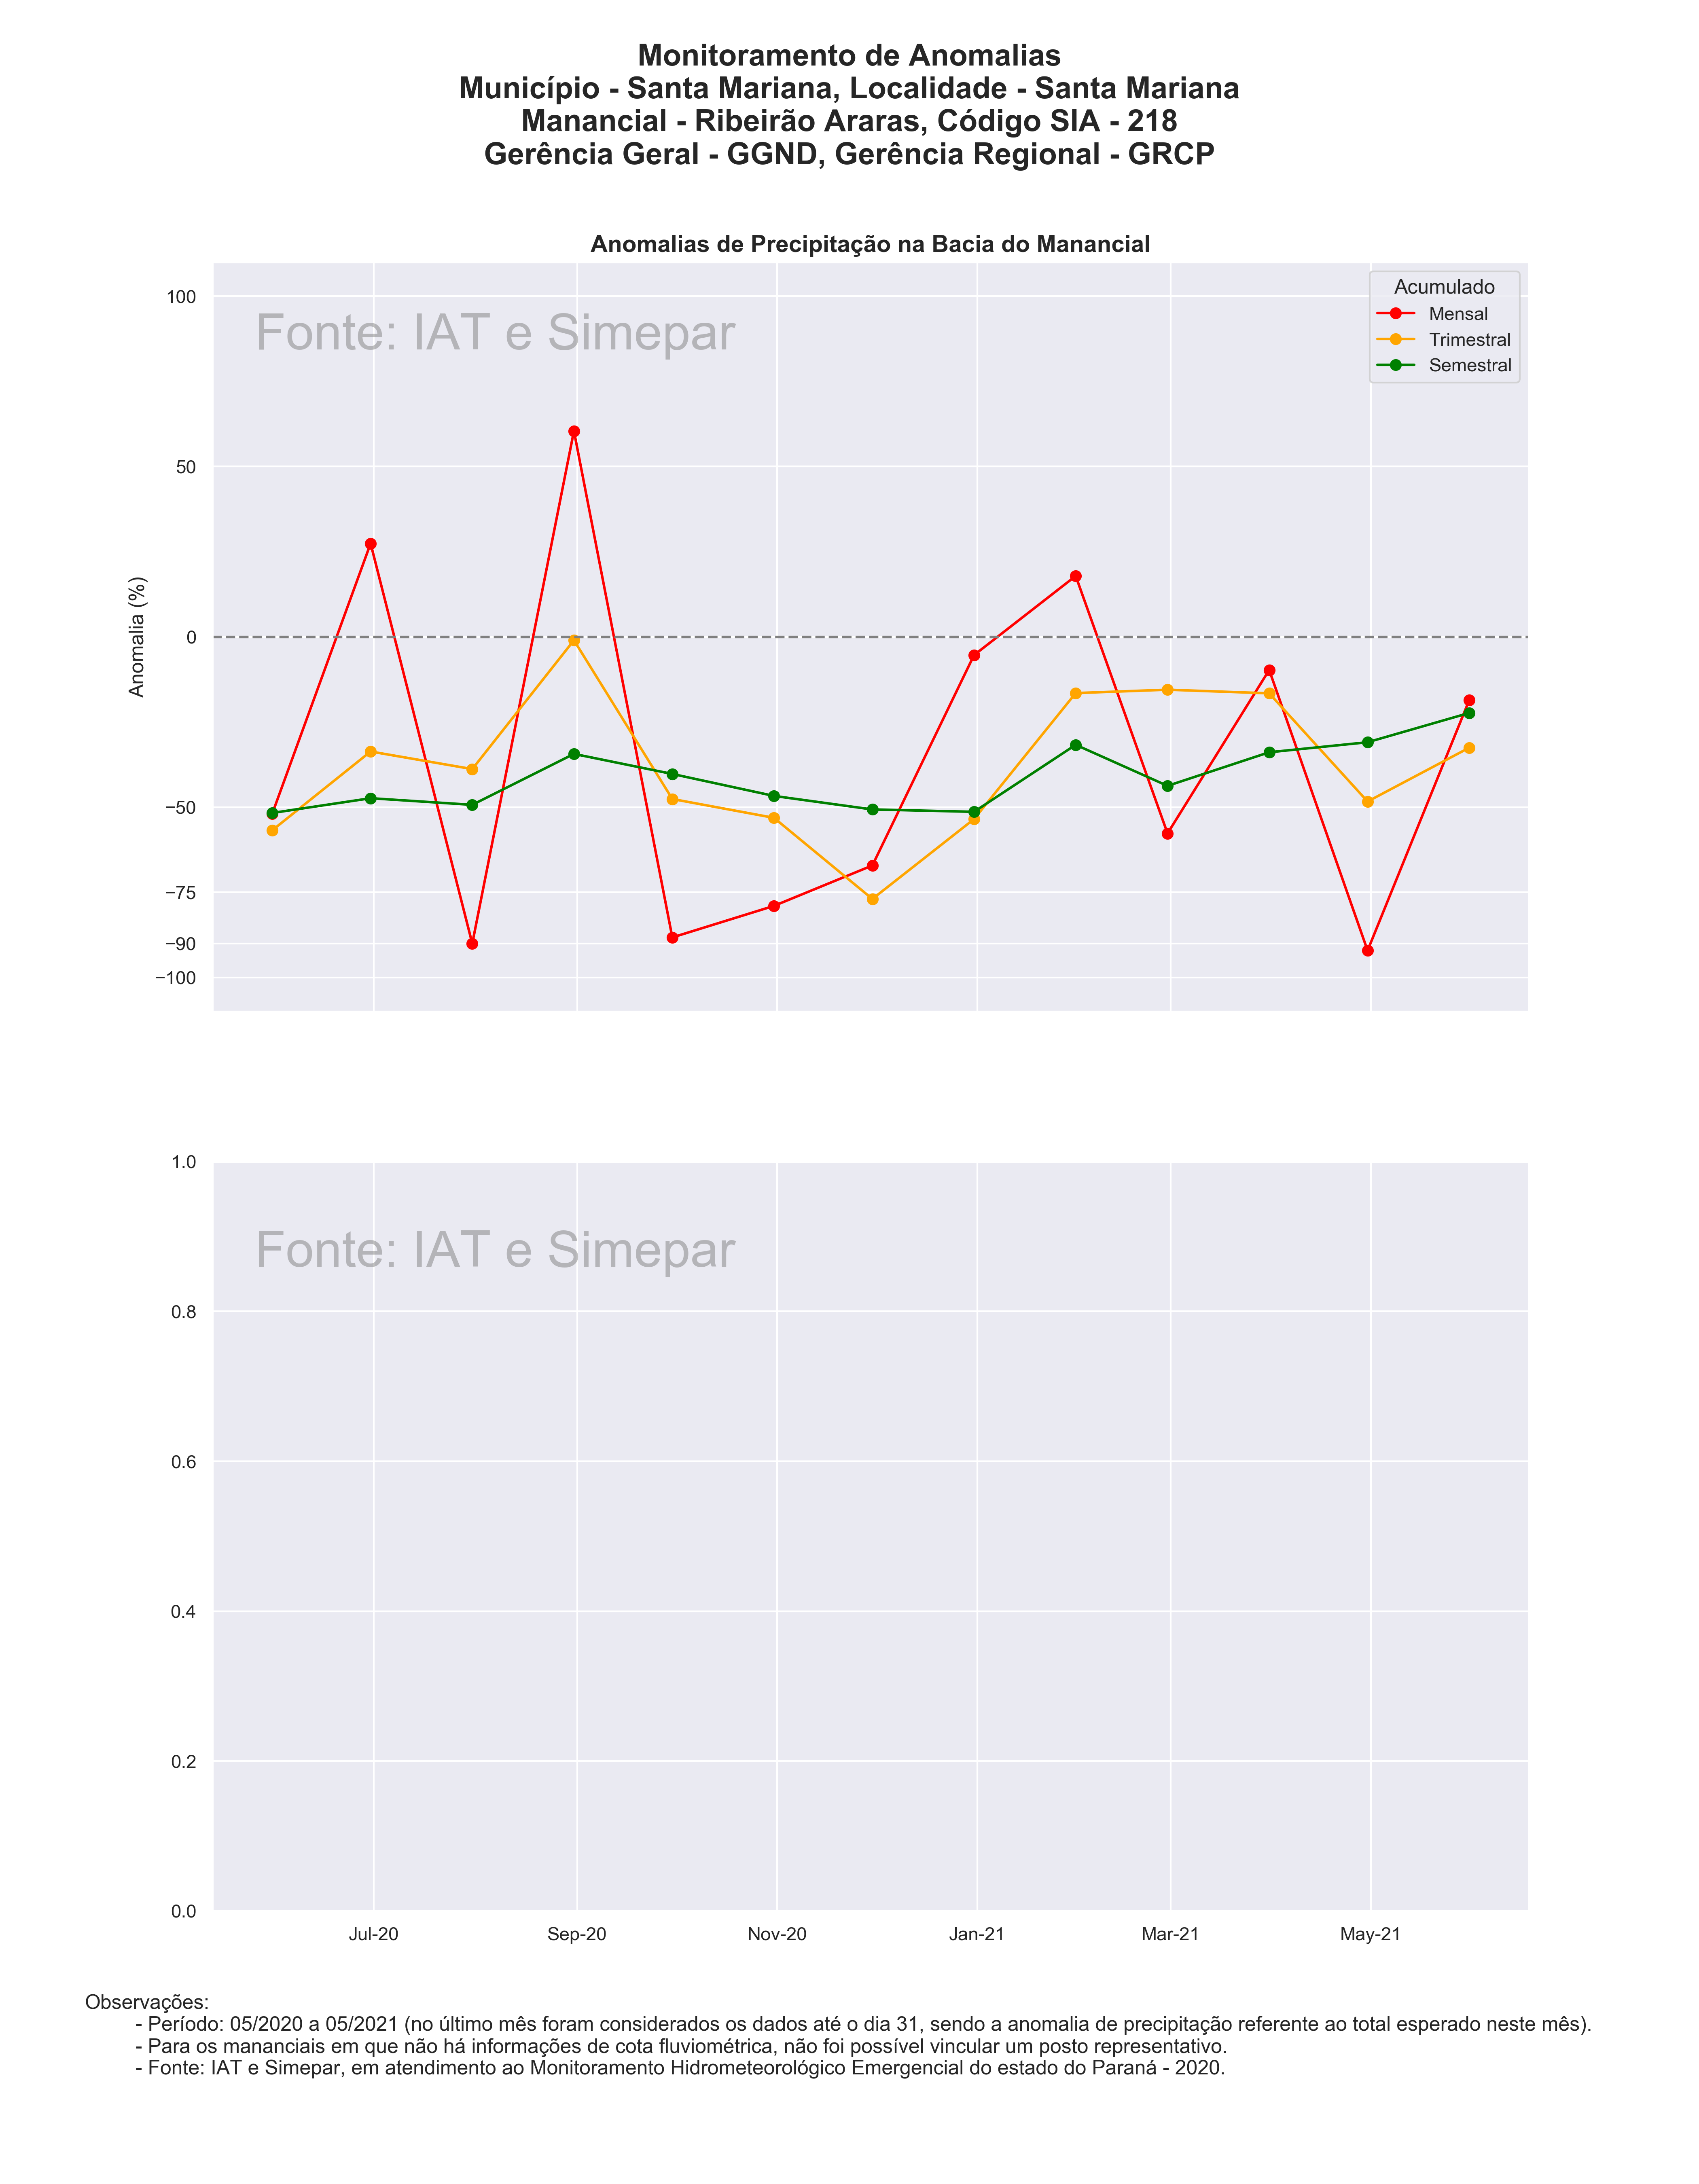 Monitoramento de Anomalias
Município - Santa Mariana, Localidade - Santa Mariana
Manancial - Ribeirão Araras, Código SIA - 218
Gerência Geral - GGND, Gerência Regional - GRCP
Anomalias de Precipitação na Bacia do Manancial
Fonte: IAT e Simepar
Acumulado
Mensal
Trimestral
Semestral
Anomalia (%)
100
50
0
−50
−75
−90
−100
Fonte: IAT e Simepar
1.0
0.8
0.6
0.4
0.2
0.0
Jul-20 Sep-20 Nov-20 Jan-21 Mar-21 May-21
Observações:
- Período: 05/2020 a 05/2021 (no último mês foram considerados os dados até o dia 31, sendo a anomalia de precipitação referente ao total esperado neste mês).
- Para os mananciais em que não há informações de cota fluviométrica, não foi possível vincular um posto representativo.
- Fonte: IAT e Simepar, em atendimento ao Monitoramento Hidrometeorológico Emergencial do estado do Paraná - 2020.